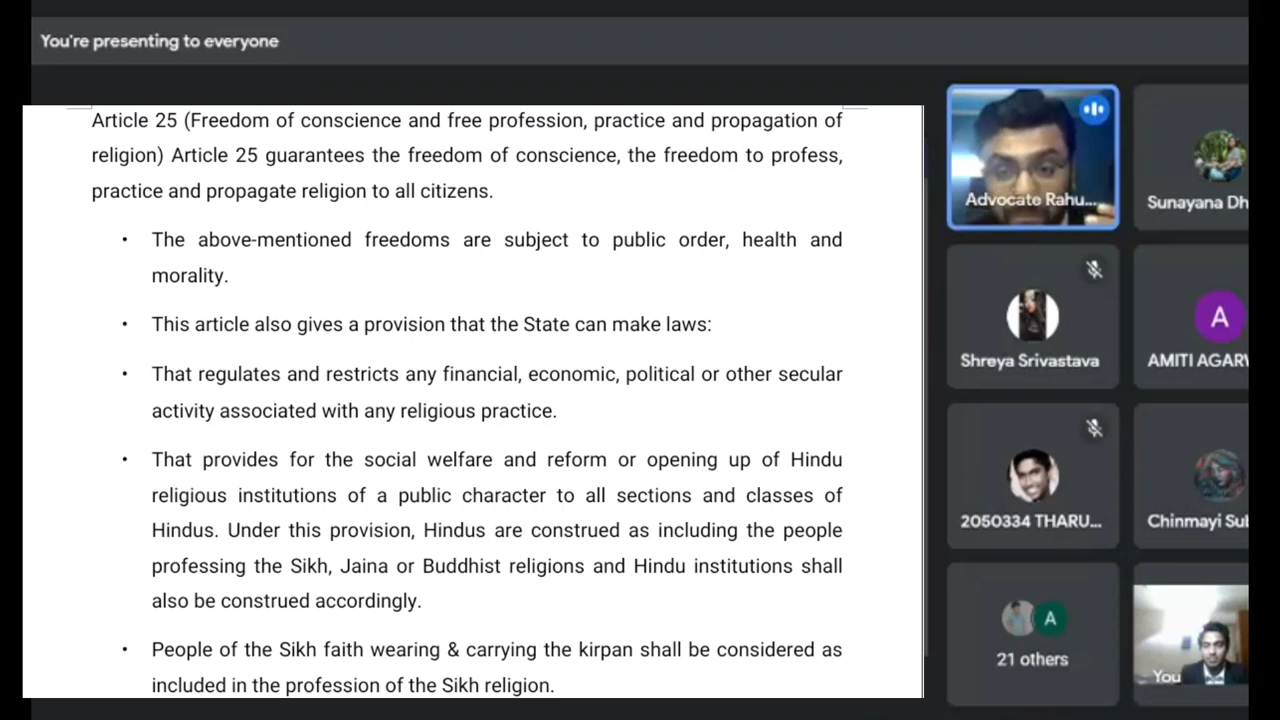 You're presenting to everyone
Article 25 (Freedom of conscience and free profession, practice and propagation of
religion) Article 25 guarantees the freedom of conscience, the freedom to profess,
practice and propagate religion to all citizens.
• The above-mentioned freedoms are subject to public order, health and
morality.
• This article also gives a provision that the State can make laws:
• That regulates and restricts any financial, economic, political or other secular
activity associated with any religious practice.
• That provides for the social welfare and reform or opening up of Hindu
religious institutions of a public character to all sections and classes of
Hindus. Under this provision, Hindus are construed as including the people
professing the Sikh, Jaina or Buddhist religions and Hindu institutions shall
also be construed accordingly.
• People of the Sikh faith wearing & carrying the kirpan shall be considered as
included in the profession of the Sikh religion.
Advocate Rahu...
Sunayana Dh
Shreya Srivastava
A
AMITI AGAR
2050334 THARU...
Chinmayi Su
A
21 others
You